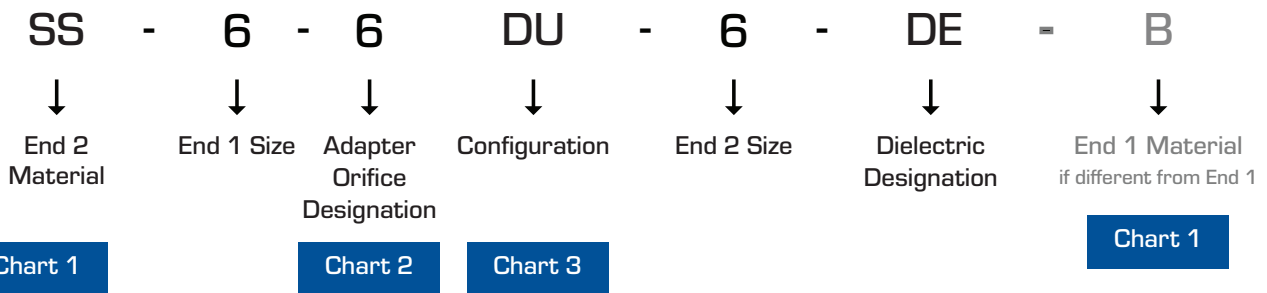 SS - 6 - 6 DU - 6 - DE - B
↓ ↓ ↓ ↓ ↓ ↓ ↓
End 2 End 1 Size Adapter Configuration End 2 Size Dielectric End 1 Material
Material Orifice Designation if different from End 1
Designation
Chart 1 Chart 2 Chart 3 Chart 1